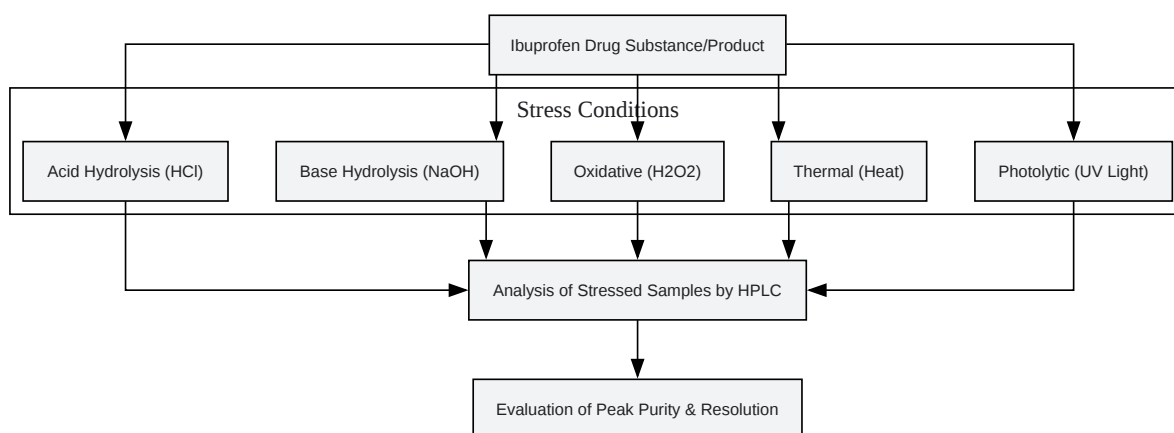 Ibuprofen Drug Substance/Product
Stress Conditions
Acid Hydrolysis (HCl)
Base Hydrolysis (NaOH)
Oxidative (H2O2)
Thermal (Heat)
Photolytic (UV Light)
Analysis of Stressed Samples by HPLC
Evaluation of Peak Purity & Resolution